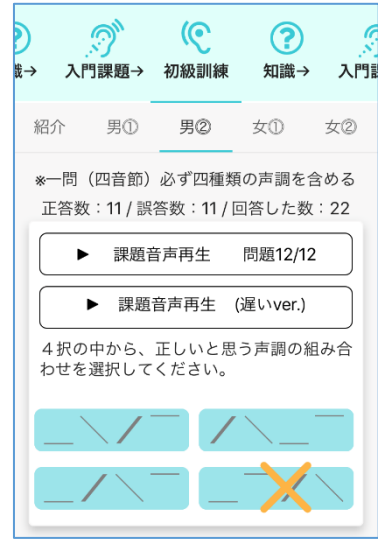 識→ 入門課題→ 初級訓練 知識→ 入門課
紹介 男① 男② 女① 女②
※一問（四音節）必ず四種類の声調を含める
正答数：11 / 誤答数：11 / 回答した数：22
▶ 課題音声再生 問題12/12
▶ 課題音声再生 (遅いver.)
４択の中から、正しいと思う声調の組み合
わせを選択してください。